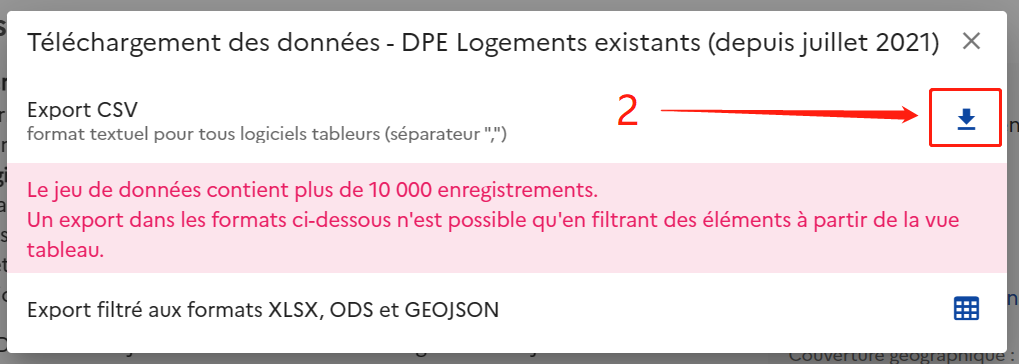 Téléchargement des données - DPE Logements existants (depuis juillet 2021)
Export CSV
2
format textuel pour tous logiciels tableurs (séparateur ",")
Le jeu de données contient plus de 10 000 enregistrements.
Un export dans les formats ci-dessous n'est possible qu'en filtrant des éléments à partir de la vue
tableau.
Export filtré aux formats XLSX, ODS et GEOJSON
Couverture géographique :